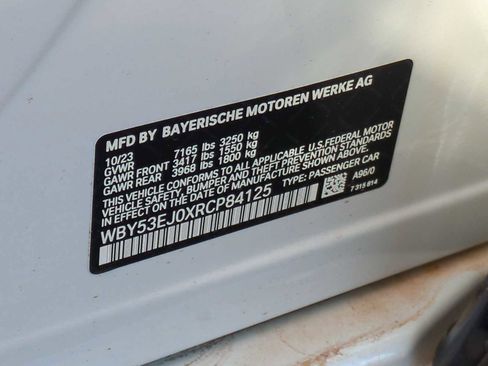 MFD BY BAYERISCHE MOTOREN WERKE AG
10/23
GVWR 7165 lbs 3250 kg
GAWR FRONT 3417 lbs 1550 kg
GAWR REAR 3968 lbs 1800 kg
THIS VEHICLE CONFORMS TO ALL APPLICABLE U.S.FEDERAL MOTOR
VEHICLE SAFETY, BUMPER, AND THEFT PREVENTION STANDARDS IN
EFFECT ON THE DATE OF MANUFACTURE SHOWN ABOVE.
WBY53EJ0XRCP84125 TYPE: PASSENGER CAR
A96/0
7 315 814